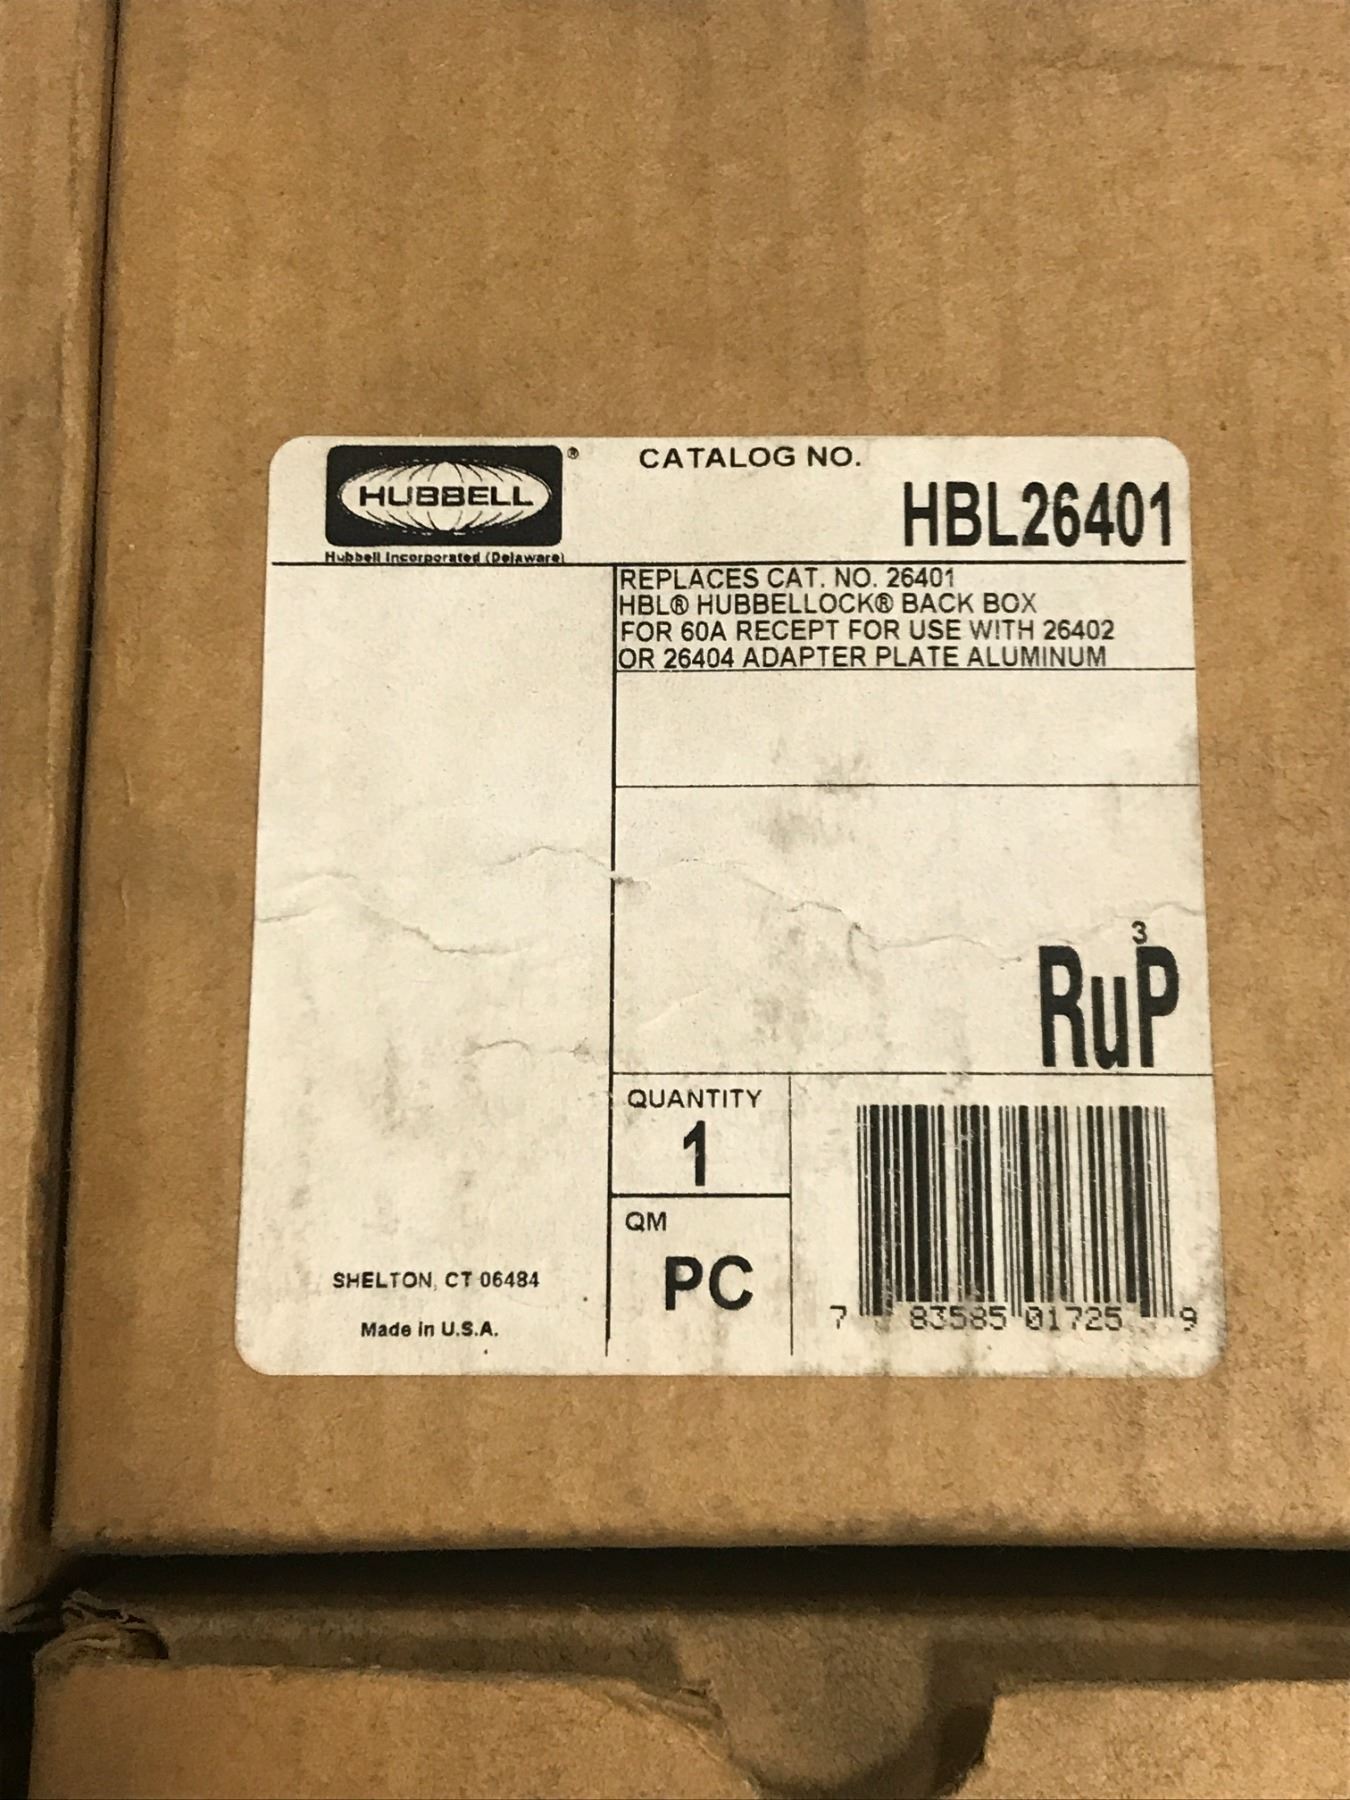 HUBBELL®
Hubbell Incorporated (Delaware)
CATALOG NO.
HBL26401
REPLACES CAT. NO. 26401
HBL® HUBBELLOCK® BACK BOX
FOR 60A RECEPT FOR USE WITH 26402
OR 26404 ADAPTER PLATE ALUMINUM
3
RuP
QUANTITY
1
QM
PC
SHELTON, CT 06484
Made in U.S.A.
7 83585 01725 9